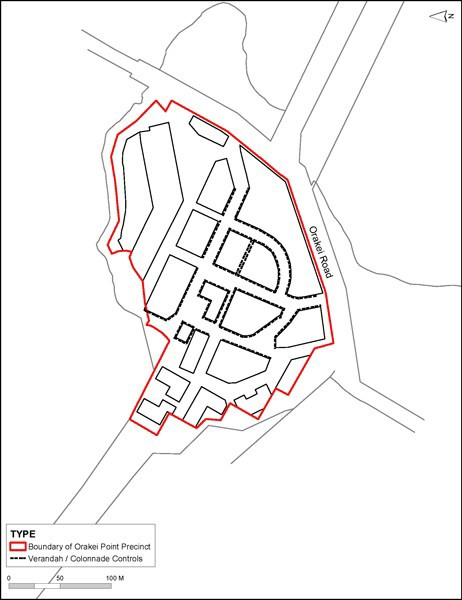 N
Orakei Road
TYPE
Boundary of Orakei Point Precinct
Verandah / Colonnade Controls
0 50 100 M